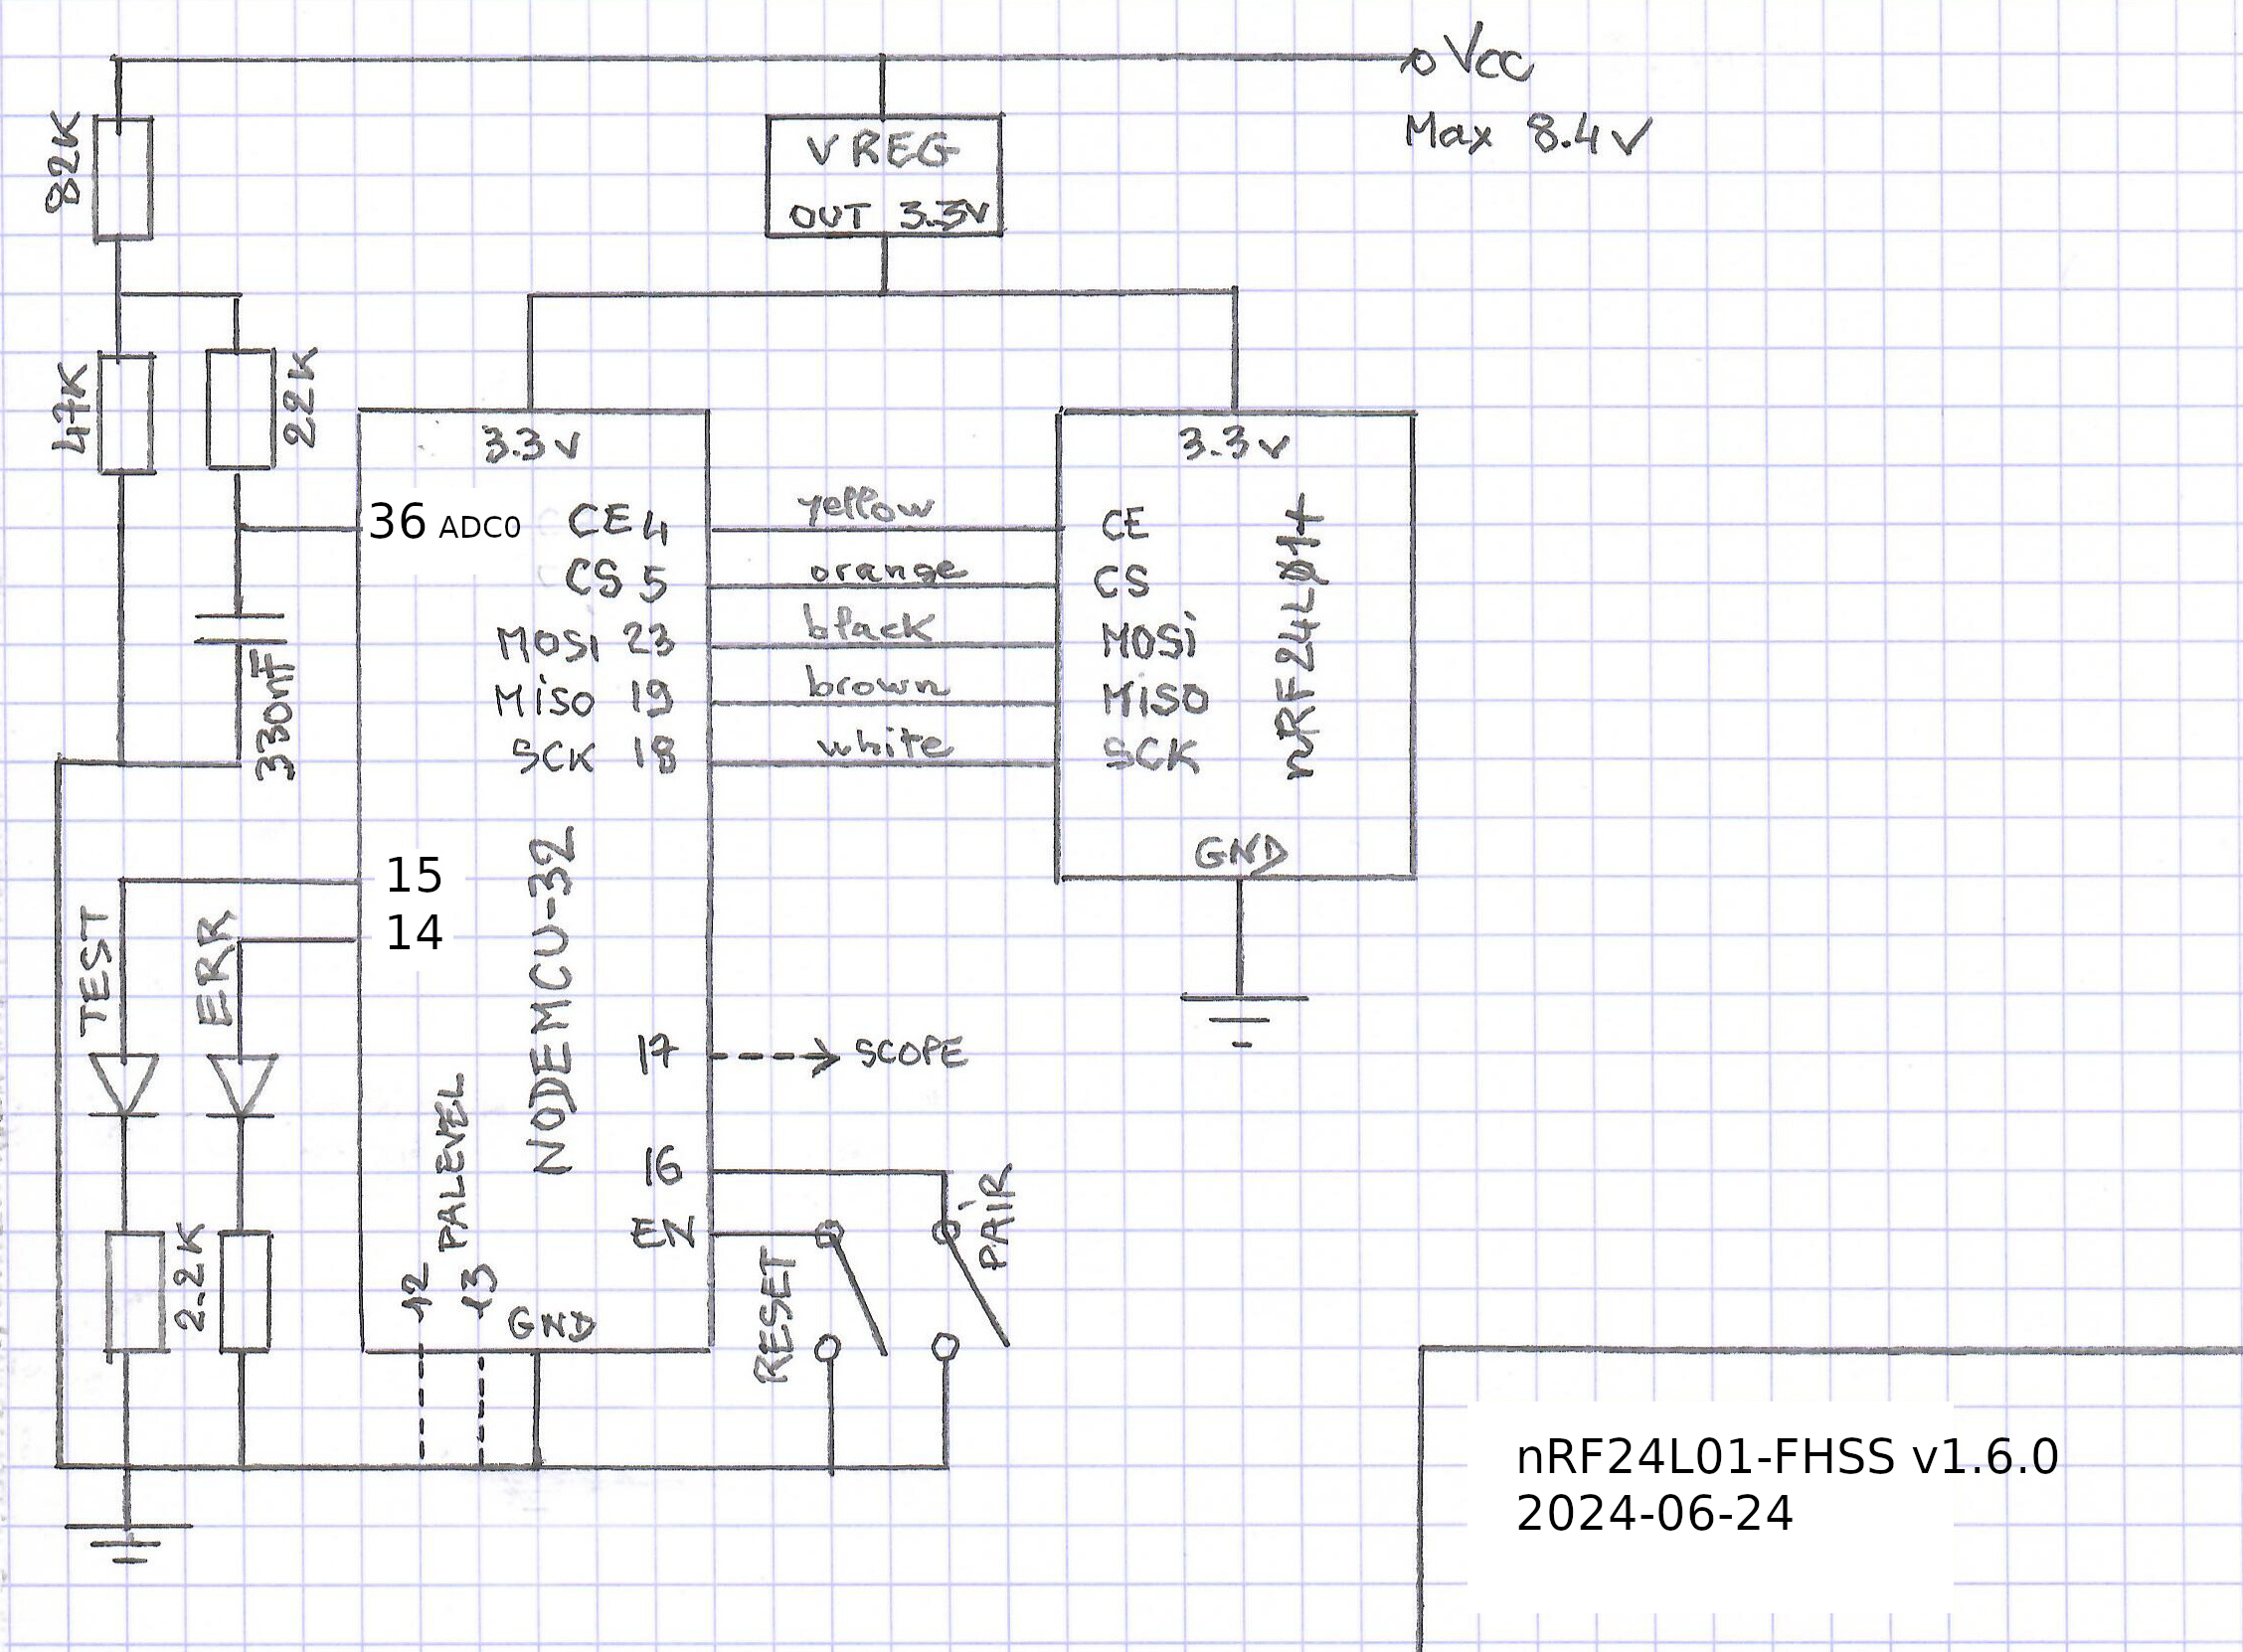 Vcc
Max 8.4V
82K
V REG
OUT 3.3V
47K
22K
3.3V
3.3V
36 ADC0
CE 4
yellow
CE
CS 5
orange
CS
MOSI 23
black
MOSi
MiSO 19
brown
MiSO
SCK 18
white
SCK
330nF
nRF24L01+
GND
15
14
TEST
ERR
NODEMCU-32
17
SCOPE
PALEVEL
16
EN
PAiR
RESET
2.2K
12
13
GND
nRF24L01-FHSS v1.6.0
2024-06-24